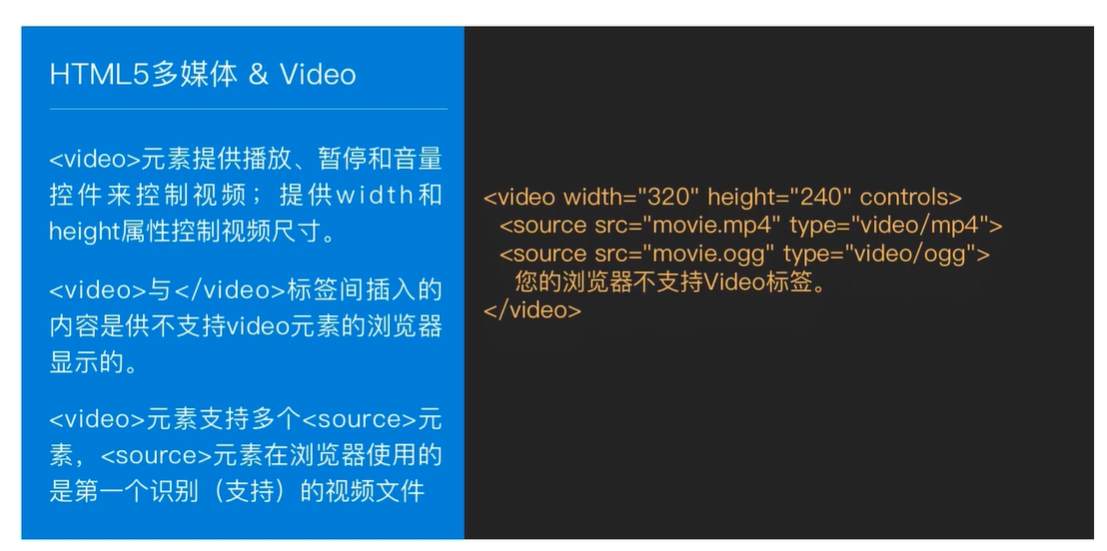 HTML5多媒体 & Video
<video>元素提供播放、暂停和音量
控件来控制视频；提供width和
height属性控制视频尺寸。
<video>与</video>标签间插入的
内容是供不支持video元素的浏览器
显示的。
<video>元素支持多个<source>元
素，<source>元素在浏览器使用的
是第一个识别（支持）的视频文件
<video width="320" height="240" controls>
<source src="movie.mp4" type="video/mp4">
<source src="movie.ogg" type="video/ogg">
您的浏览器不支持Video标签。
</video>